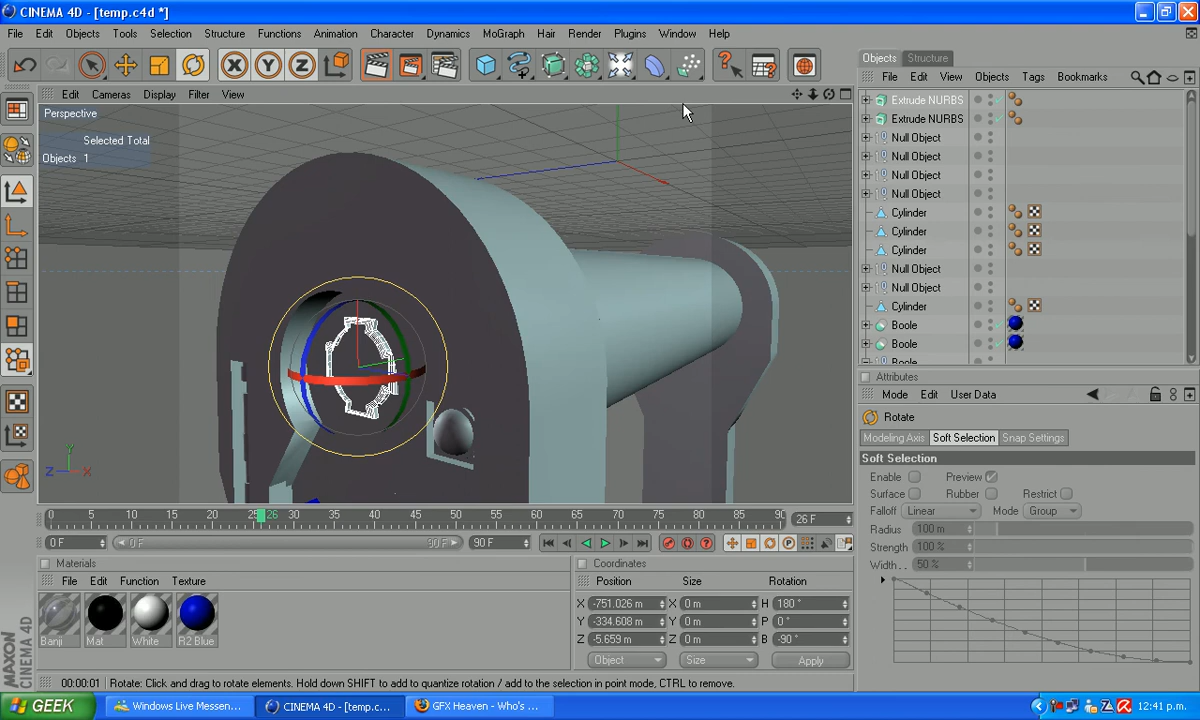 CINEMA 4D - [temp.c4d *]
File Edit Objects Tools Selection Structure Functions Animation Character Dynamics MoGraph Hair Render Plugins Window Help
X Y Z
Objects Structure
File Edit View Objects Tags Bookmarks
Edit Cameras Display Filter View
Perspective
Selected Total
Objects 1
Extrude NURBS
Extrude NURBS
Null Object
Null Object
Null Object
Null Object
Cylinder
Cylinder
Cylinder
Null Object
Null Object
Cylinder
Boole
Boole
Boole
Y
Z X
Attributes
Mode Edit User Data
Rotate
Modeling Axis Soft Selection Snap Settings
Soft Selection
Enable Preview
Surface Rubber Restrict
Falloff Linear Mode Group
Radius 100 m
Strength 100 %
Width . . 50 %
0 5 10 15 20 25 26 30 35 40 45 50 55 60 65 70 75 80 85 90 26 F
0 F 0 F 90 F 90 F
Materials
File Edit Function Texture
Banji Mat White R2 Blue
Coordinates
Position Size Rotation
X -751.026 m X 0 m H 180 °
Y -334.608 m Y 0 m P 0 °
Z -5.659 m Z 0 m B -90 °
Object Size Apply
MAXON
CINEMA 4D
00:00:01 Rotate: Click and drag to rotate elements. Hold down SHIFT to add to quantize rotation / add to the selection in point mode, CTRL to remove.
GEEK Windows Live Messen... CINEMA 4D - [temp.c... GFX Heaven - Who's ... 12:41 p.m.